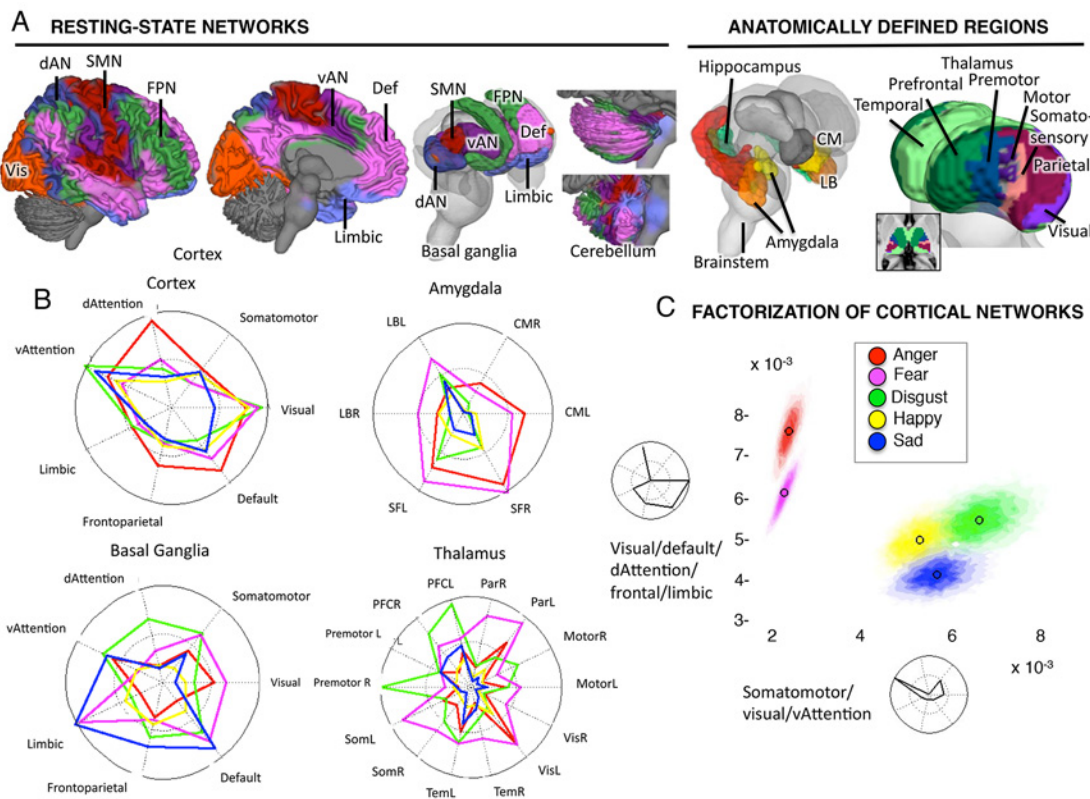 A
RESTING-STATE NETWORKS
dAN
SMN
FPN
Vis
vAN
Def
Limbic
Cortex
SMN
FPN
vAN
Def
dAN
Limbic
Basal ganglia
Cerebellum
ANATOMICALLY DEFINED REGIONS
Hippocampus
CM
LB
Amygdala
Brainstem
Thalamus
Prefrontal
Premotor
Temporal
Motor
Somato-
sensory
Parietal
Visual
B
Cortex
dAttention
Somatomotor
vAttention
Visual
Limbic
Default
Frontoparietal
Amygdala
LBL
CMR
LBR
CML
SFL
SFR
Basal Ganglia
dAttention
Somatomotor
vAttention
Visual
Limbic
Default
Frontoparietal
Thalamus
PFCL
ParR
PFCR
ParL
Premotor L
L
MotorR
Premotor R
MotorL
SomL
VisR
SomR
VisL
TemL
TemR
C
FACTORIZATION OF CORTICAL NETWORKS
x 10-3
Anger
Fear
Disgust
Happy
Sad
8-
7-
6-
5-
4-
3-
2
4
6
8
x 10-3
Visual/default/
dAttention/
frontal/limbic
Somatomotor/
visual/vAttention